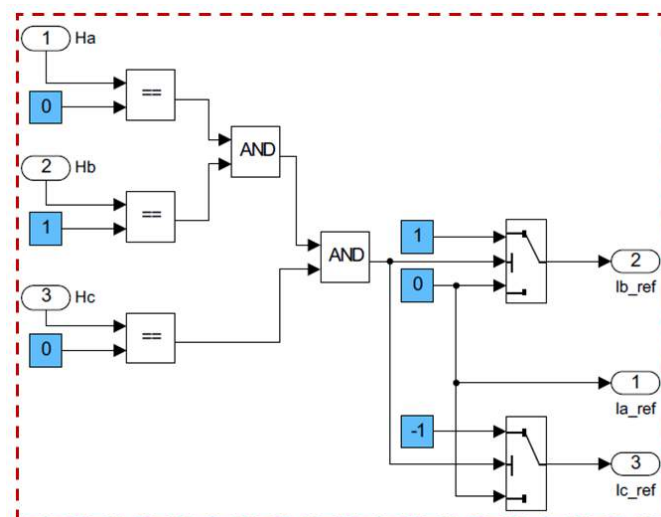 1 Ha
==
0
AND
2 Hb
==
1
1
2
Ib_ref
AND
0
3 Hc
==
0
1
Ia_ref
-1
3
Ic_ref